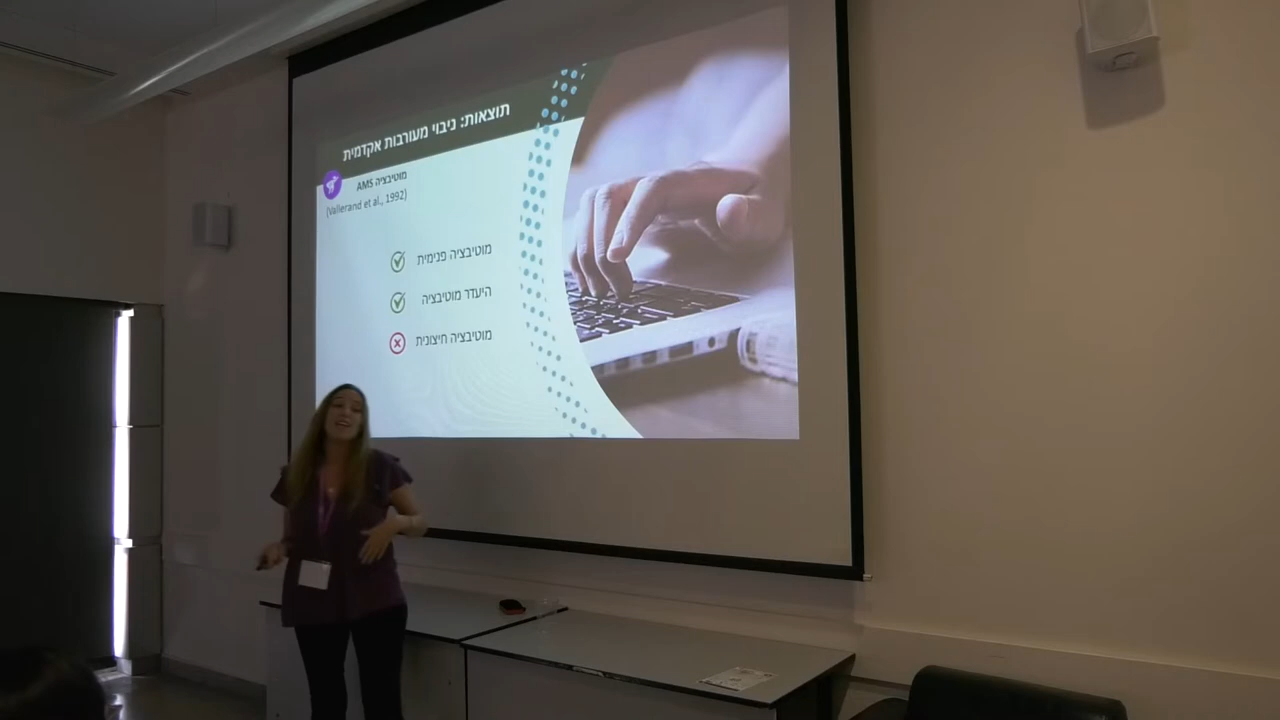 תוצאות: ניבוי מעורבות אקדמית
מוטיבציה AMS
(Vallerand et al., 1992)
מוטיבציה פנימית
היעדר מוטיבציה
מוטיבציה חיצונית